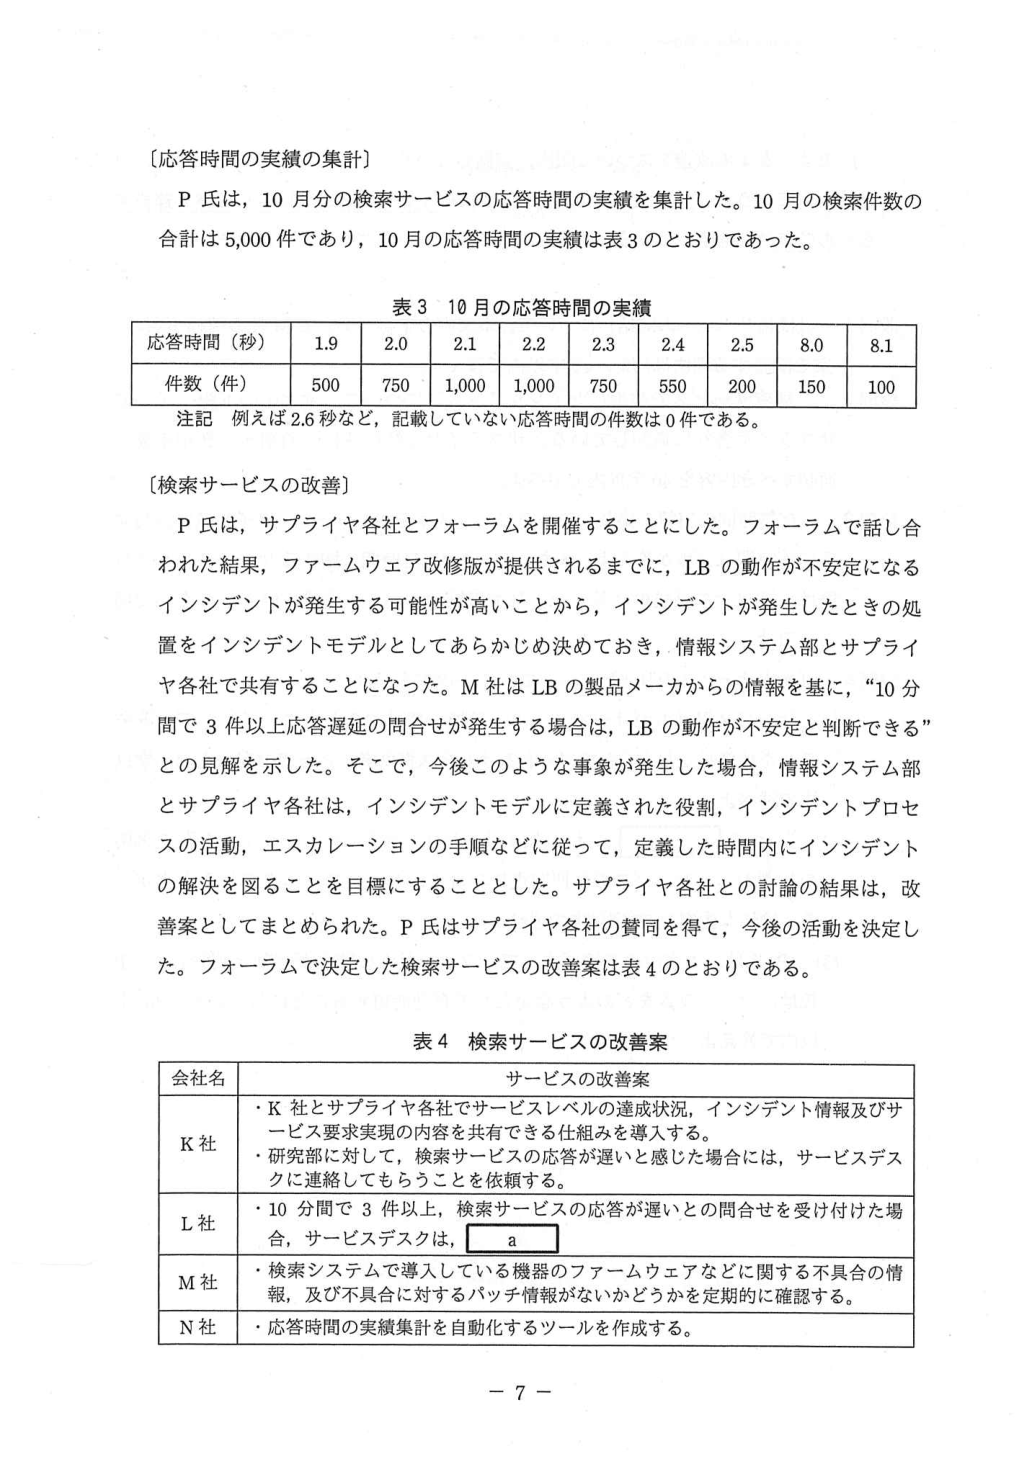 〔応答時間の実績の集計〕
P 氏は，10 月分の検索サービスの応答時間の実績を集計した。10 月の検索件数の
合計は 5,000 件であり，10 月の応答時間の実績は表 3 のとおりであった。
表 3　10 月の応答時間の実績
応答時間（秒） 1.9 2.0 2.1 2.2 2.3 2.4 2.5 8.0 8.1
件数（件） 500 750 1,000 1,000 750 550 200 150 100
注記　例えば 2.6 秒など，記載していない応答時間の件数は 0 件である。
〔検索サービスの改善〕
P 氏は，サプライヤ各社とフォーラムを開催することにした。フォーラムで話し合
われた結果，ファームウェア改修版が提供されるまでに，LB の動作が不安定になる
インシデントが発生する可能性が高いことから，インシデントが発生したときの処
置をインシデントモデルとしてあらかじめ決めておき，情報システム部とサプライ
ヤ各社で共有することになった。M 社は LB の製品メーカからの情報を基に，“10 分
間で 3 件以上応答遅延の問合せが発生する場合は，LB の動作が不安定と判断できる”
との見解を示した。そこで，今後このような事象が発生した場合，情報システム部
とサプライヤ各社は，インシデントモデルに定義された役割，インシデントプロセ
スの活動，エスカレーションの手順などに従って，定義した時間内にインシデント
の解決を図ることを目標にすることとした。サプライヤ各社との討論の結果は，改
善案としてまとめられた。P 氏はサプライヤ各社の賛同を得て，今後の活動を決定し
た。フォーラムで決定した検索サービスの改善案は表 4 のとおりである。
表 4　検索サービスの改善案
会社名 サービスの改善案
K 社
・K 社とサプライヤ各社でサービスレベルの達成状況，インシデント情報及びサ
ービス要求実現の内容を共有できる仕組みを導入する。
・研究部に対して，検索サービスの応答が遅いと感じた場合には，サービスデス
クに連絡してもらうことを依頼する。
L 社
・10 分間で 3 件以上，検索サービスの応答が遅いとの問合せを受け付けた場
合，サービスデスクは， a
M 社
・検索システムで導入している機器のファームウェアなどに関する不具合の情
報，及び不具合に対するパッチ情報がないかどうかを定期的に確認する。
N 社 ・応答時間の実績集計を自動化するツールを作成する。
－ 7 －